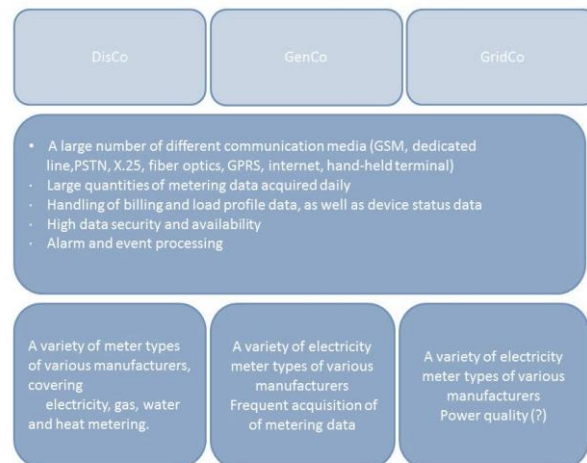 DisCo
GenCo
GridCo
• A large number of different communication media (GSM, dedicated
line,PSTN, X.25, fiber optics, GPRS, internet, hand-held terminal)
· Large quantities of metering data acquired daily
· Handling of billing and load profile data, as well as device status data
· High data security and availability
· Alarm and event processing
A variety of meter types
of various manufacturers,
covering
electricity, gas, water
and heat metering.
A variety of electricity
meter types of various
manufacturers
Frequent acquisition of
of metering data
A variety of electricity
meter types of various
manufacturers
Power quality (?)